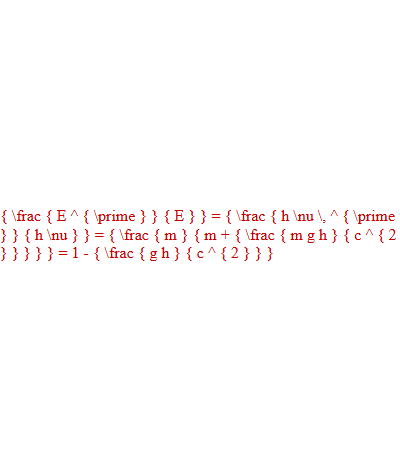 { \frac { E ^ { \prime } } { E } } = { \frac { h \nu \, ^ { \prime
} } { h \nu } } = { \frac { m } { m + { \frac { m g h } { c ^ { 2
} } } } } = 1 - { \frac { g h } { c ^ { 2 } } }